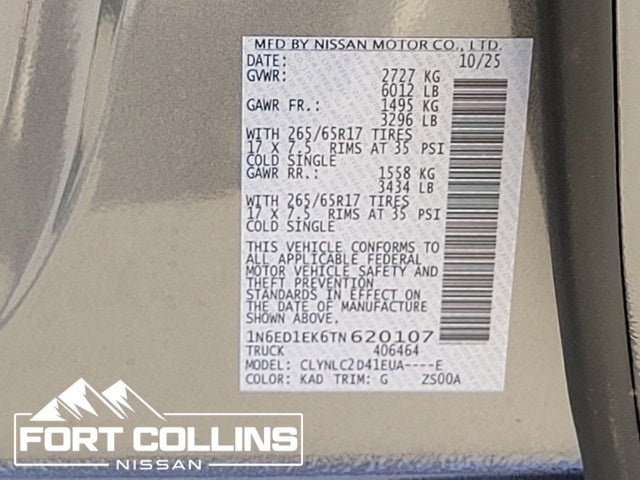 MFD BY NISSAN MOTOR CO., LTD.
DATE: 10/25
GVWR: 2727 KG
6012 LB
GAWR FR.: 1495 KG
3296 LB
WITH 265/65R17 TIRES
17 X 7.5 RIMS AT 35 PSI
COLD SINGLE
GAWR RR.: 1558 KG
3434 LB
WITH 265/65R17 TIRES
17 X 7.5 RIMS AT 35 PSI
COLD SINGLE
THIS VEHICLE CONFORMS TO
ALL APPLICABLE FEDERAL
MOTOR VEHICLE SAFETY AND
THEFT PREVENTION
STANDARDS IN EFFECT ON
THE DATE OF MANUFACTURE
SHOWN ABOVE.
1N6ED1EK6TN620107
TRUCK 406464
MODEL: CLYNLC2D41EUA----E
COLOR: KAD TRIM: G ZS00A
FORT COLLINS
NISSAN